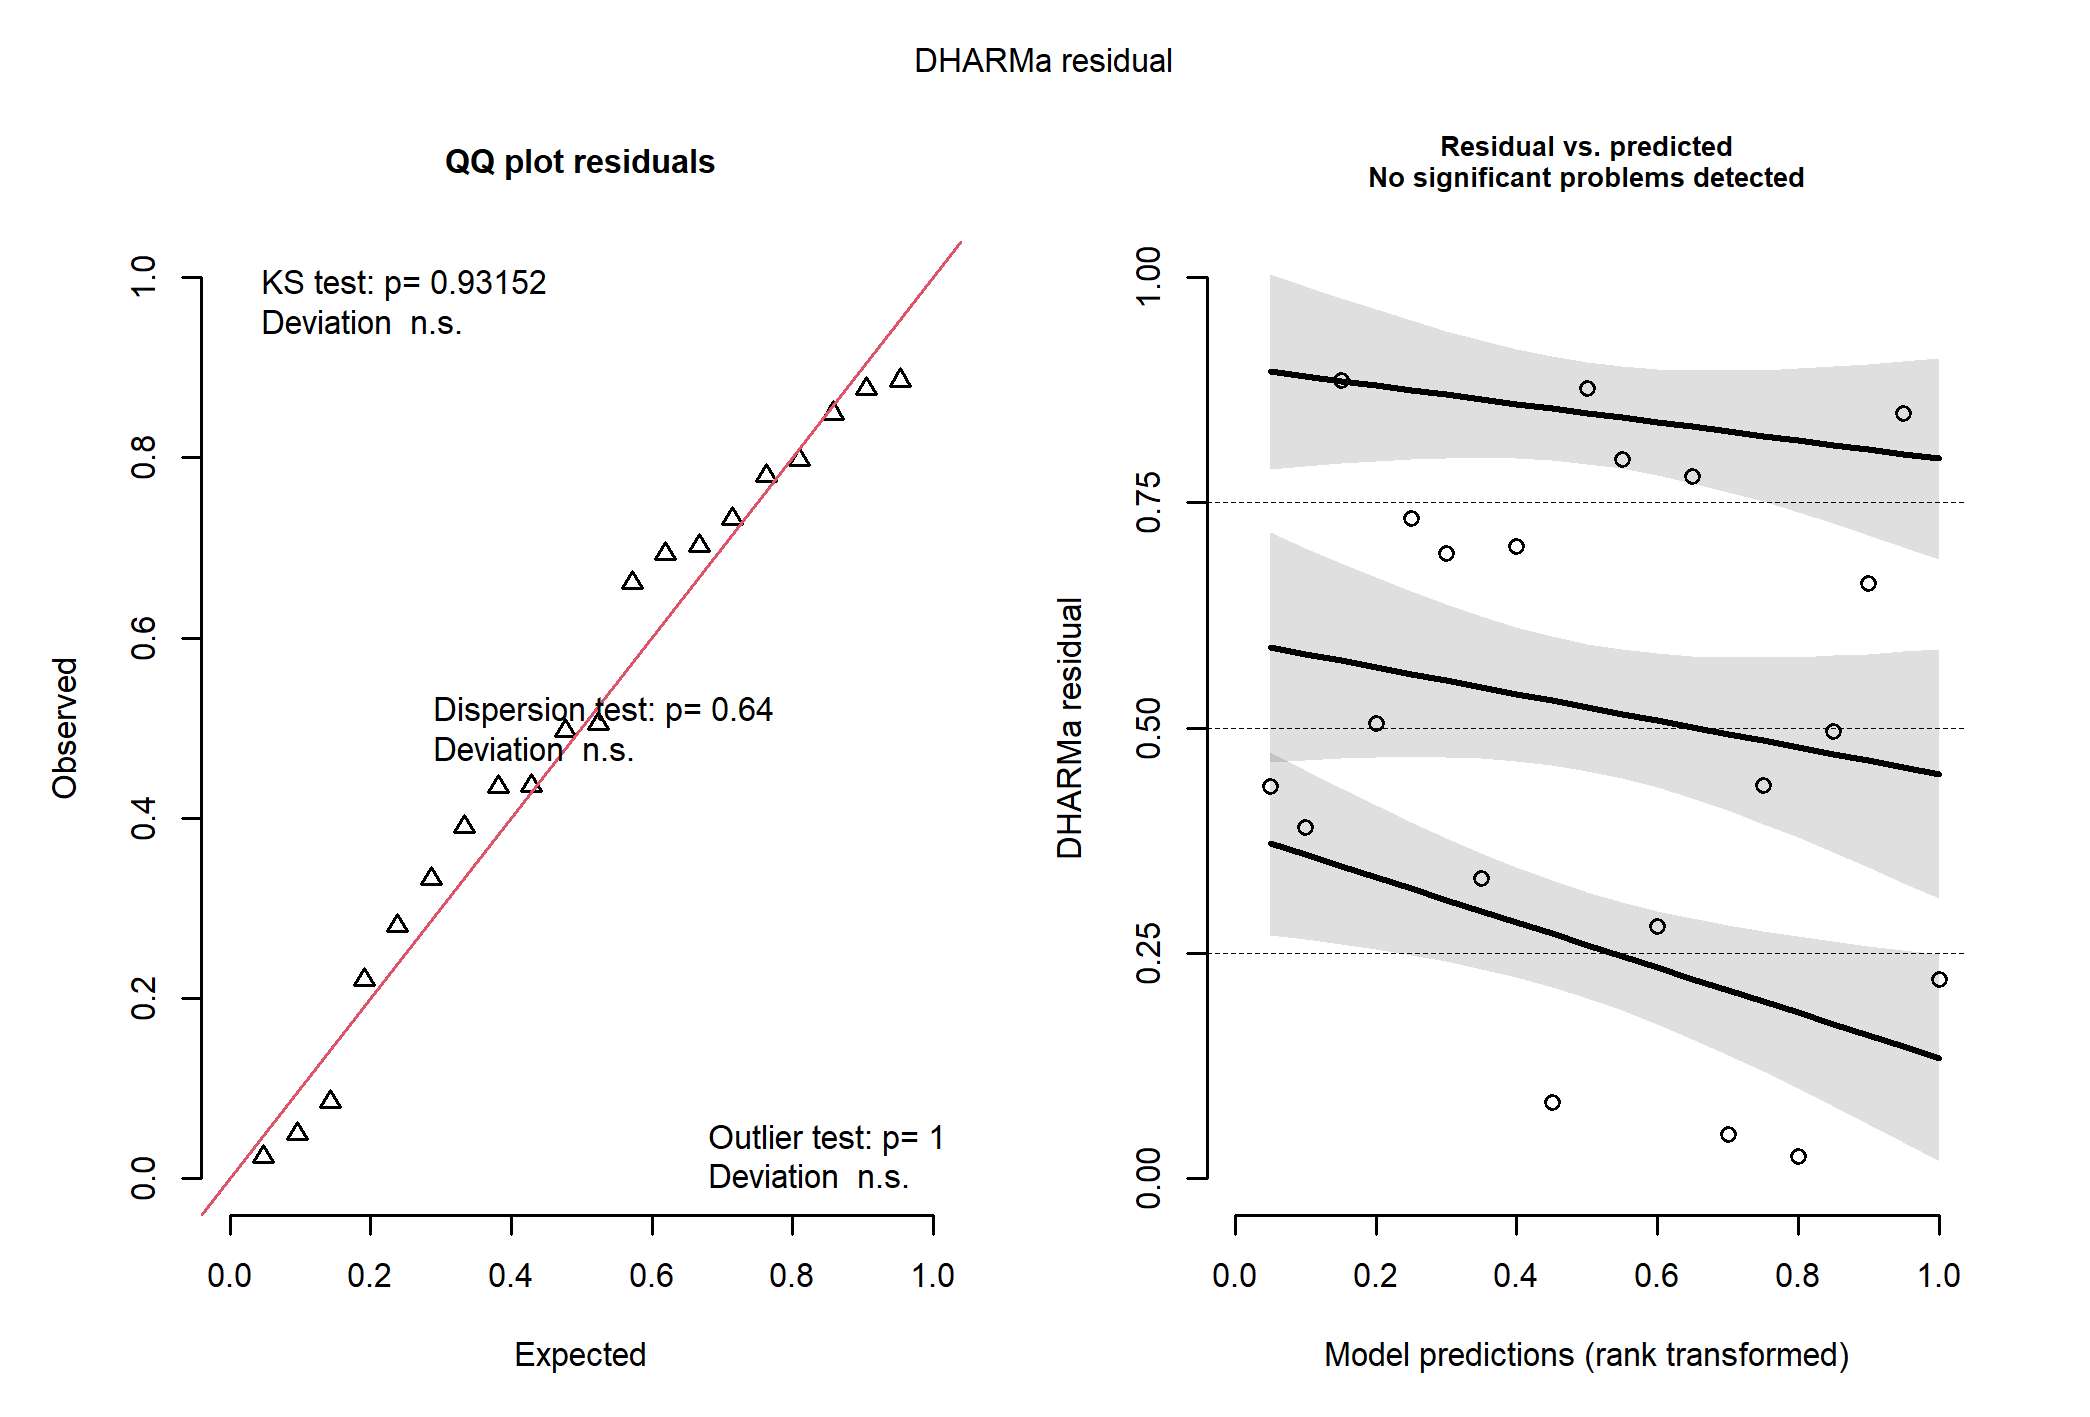 DHARMa residual
QQ plot residuals
KS test: p= 0.93152
Deviation  n.s.
Dispersion test: p= 0.64
Deviation  n.s.
Outlier test: p= 1
Deviation  n.s.
Observed
0.0
0.2
0.4
0.6
0.8
1.0
0.0 0.2 0.4 0.6 0.8 1.0
Expected
Residual vs. predicted
No significant problems detected
DHARMa residual
0.00
0.25
0.50
0.75
1.00
0.0 0.2 0.4 0.6 0.8 1.0
Model predictions (rank transformed)